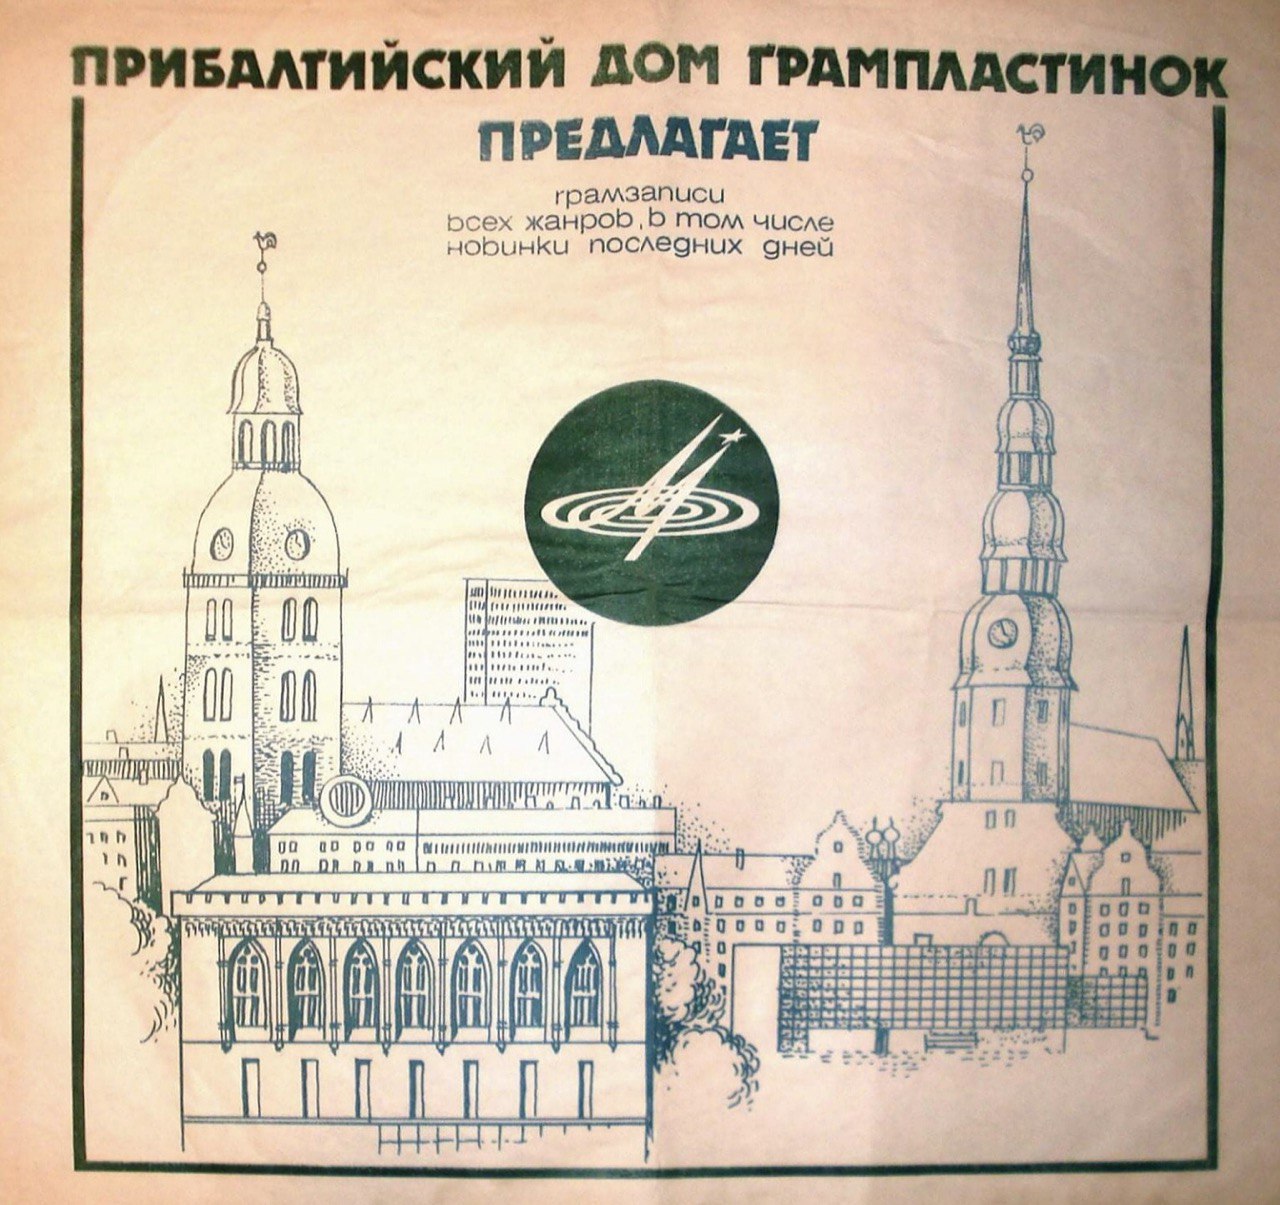 ПРИБАЛТИЙСКИЙ ДОМ ГРАМПЛАСТИНОК
ПРЕДЛАГАЕТ
грамзаписи
всех жанров, в том числе
новинки последних дней